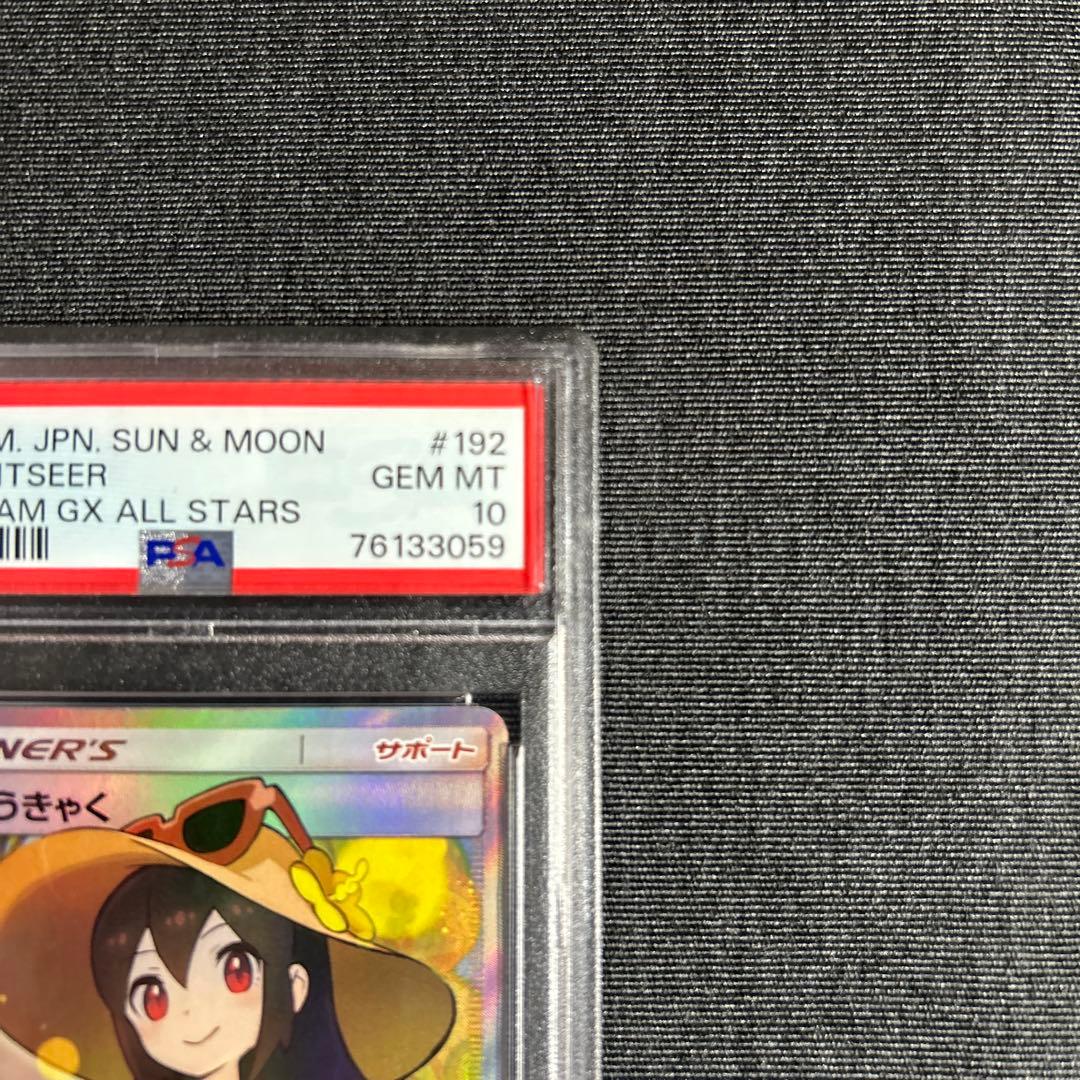 M. JPN. SUN & MOON #192
ITSEER GEM MT
AM GX ALL STARS 10
PSA 76133059
NER'S サポート
うきゃく